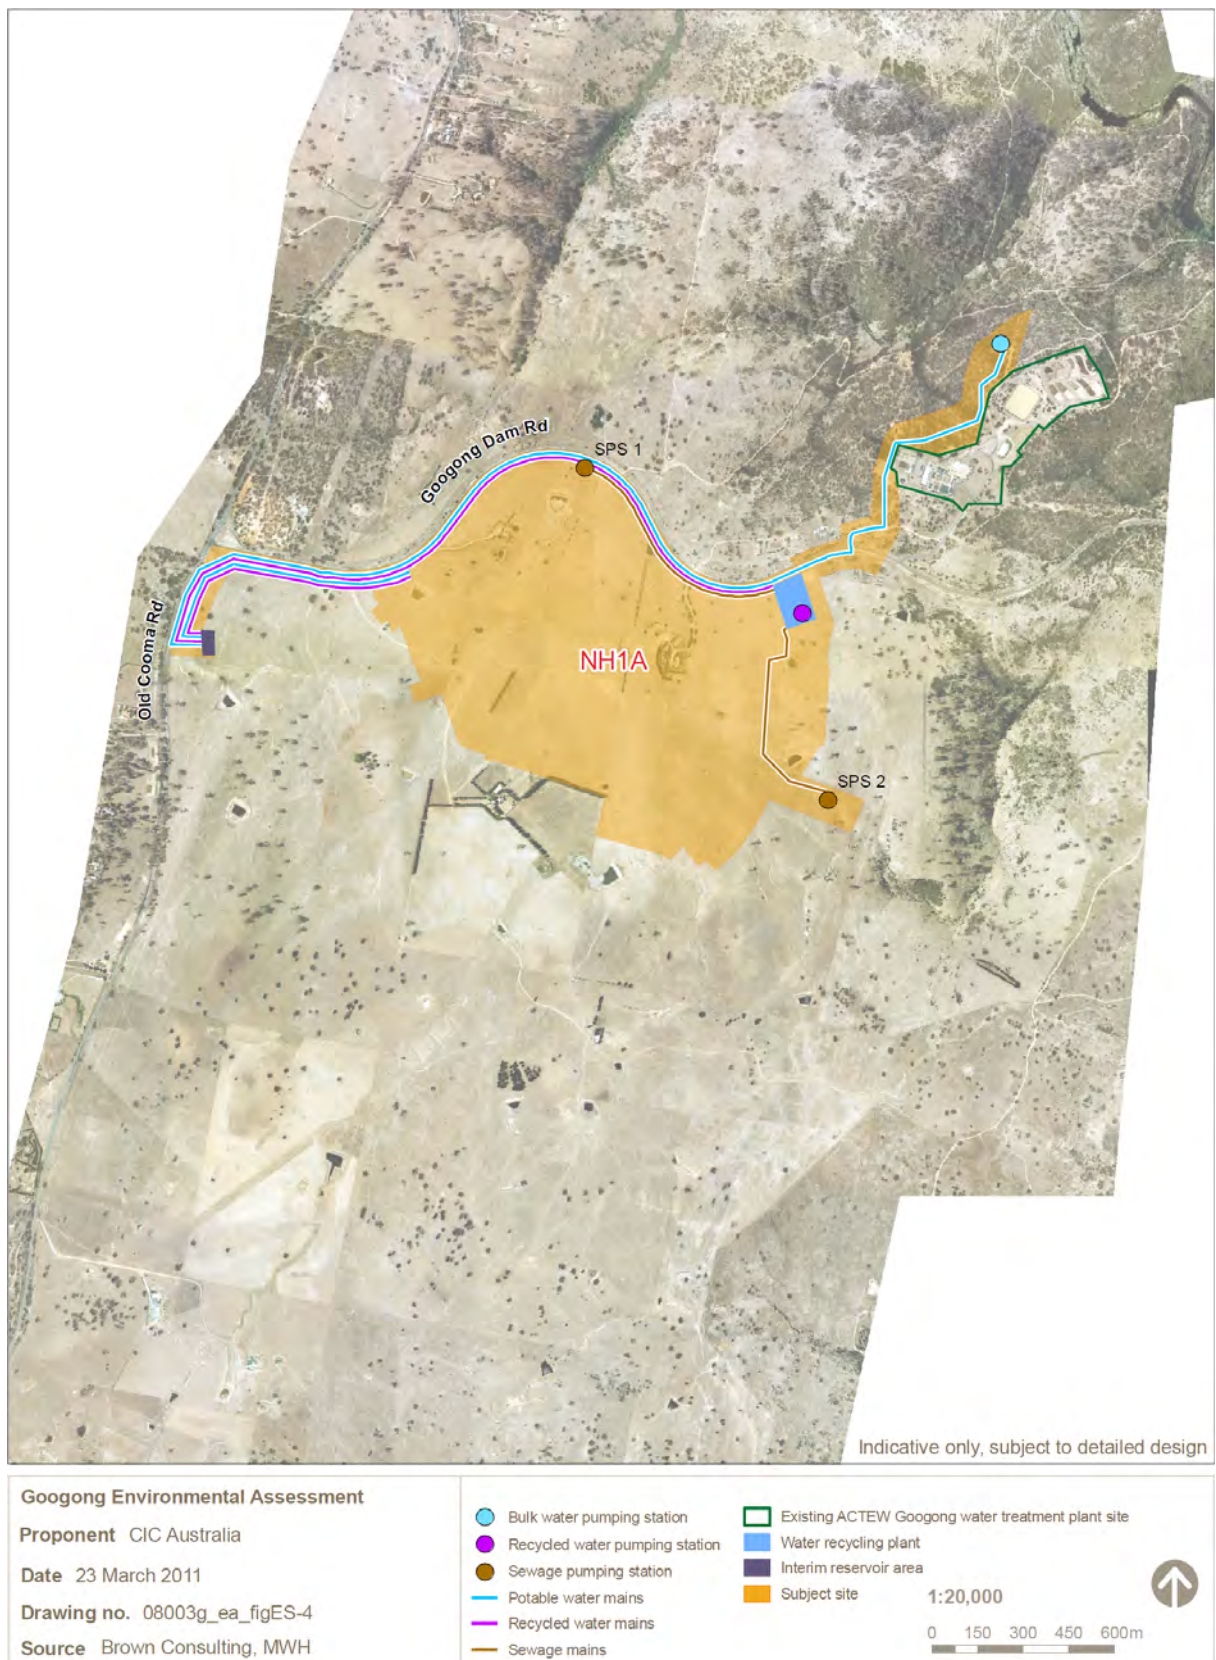 Googong Dam Rd
SPS 1
Old Cooma Rd
NH1A
SPS 2
Indicative only, subject to detailed design
Googong Environmental Assessment
Proponent CIC Australia
Date 23 March 2011
Drawing no. 08003g_ea_figES-4
Source Brown Consulting, MWH
Bulk water pumping station
Recycled water pumping station
Sewage pumping station
Potable water mains
Recycled water mains
Sewage mains
Existing ACTEW Googong water treatment plant site
Water recycling plant
Interim reservoir area
Subject site
1:20,000
0 150 300 450 600m